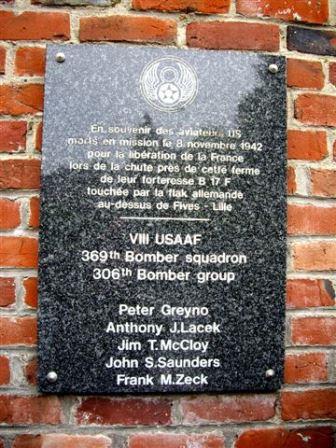 En souvenir des aviateurs US
morts en mission le 8 novembre 1942
pour la libération de la France
lors de la chute près de cette ferme
de leur forteresse B 17 F
touchée par la flak allemande
au-dessus de Fives - Lille
VIII USAAF
369th Bomber squadron
306th Bomber group
Peter Greyno
Anthony J.Lacek
Jim T.McCloy
John S.Saunders
Frank M.Zeck